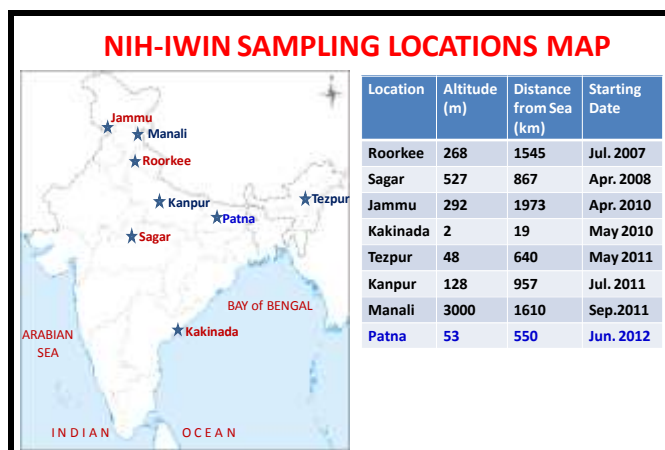 NIH-IWIN SAMPLING LOCATIONS MAP
Jammu
Manali
Roorkee
Kanpur
Tezpur
Patna
Sagar
BAY of BENGAL
Kakinada
ARABIAN
SEA
INDIAN OCEAN
Location Altitude (m) Distance from Sea (km) Starting Date
Roorkee 268 1545 Jul. 2007
Sagar 527 867 Apr. 2008
Jammu 292 1973 Apr. 2010
Kakinada 2 19 May 2010
Tezpur 48 640 May 2011
Kanpur 128 957 Jul. 2011
Manali 3000 1610 Sep.2011
Patna 53 550 Jun. 2012